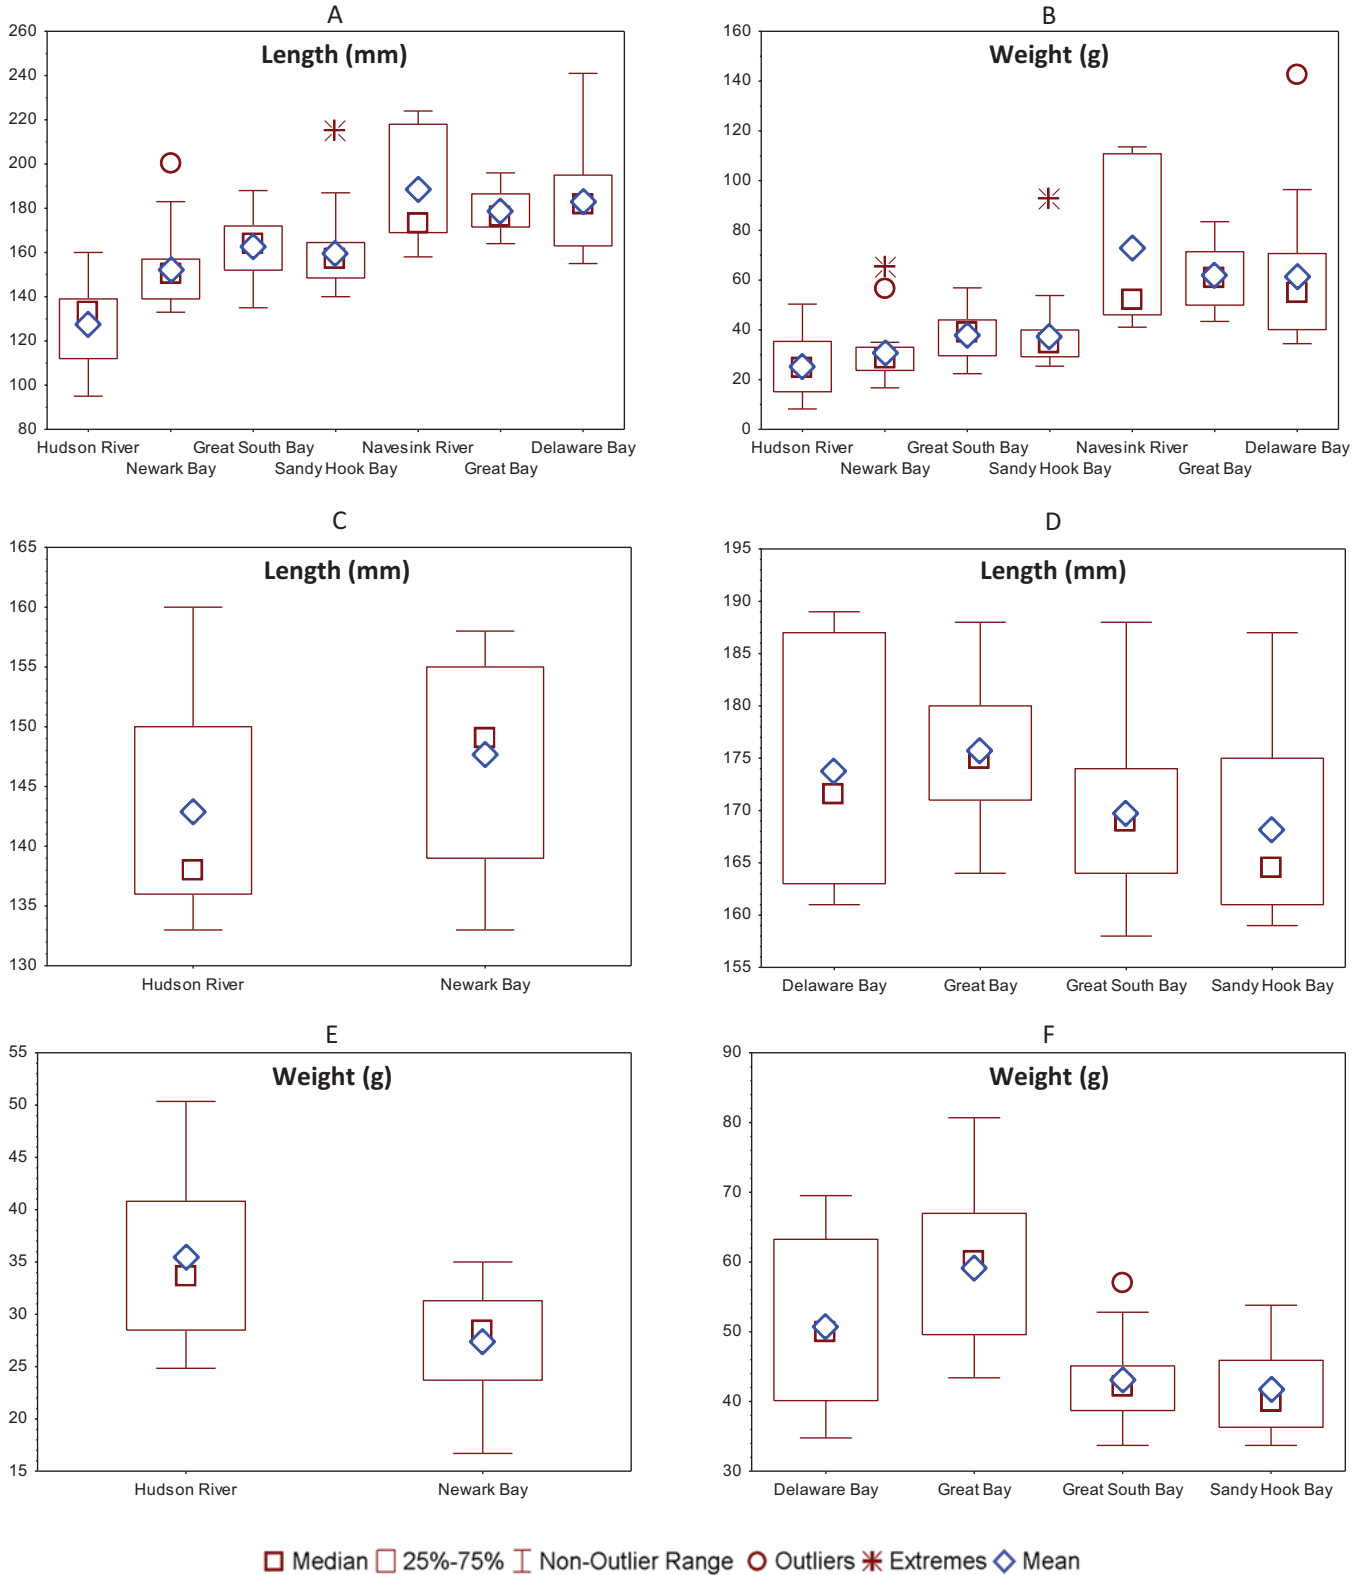 A
Length (mm)
260
240
220
200
180
160
140
120
100
80
Hudson River
Newark Bay
Great South Bay
Sandy Hook Bay
Navesink River
Great Bay
Delaware Bay
B
Weight (g)
160
140
120
100
80
60
40
20
0
Hudson River
Newark Bay
Great South Bay
Sandy Hook Bay
Navesink River
Great Bay
Delaware Bay
C
Length (mm)
165
160
155
150
145
140
135
130
Hudson River
Newark Bay
D
Length (mm)
195
190
185
180
175
170
165
160
155
Delaware Bay
Great Bay
Great South Bay
Sandy Hook Bay
E
Weight (g)
55
50
45
40
35
30
25
20
15
Hudson River
Newark Bay
F
Weight (g)
90
80
70
60
50
40
30
Delaware Bay
Great Bay
Great South Bay
Sandy Hook Bay
Median 25%-75% Non-Outlier Range Outliers Extremes Mean